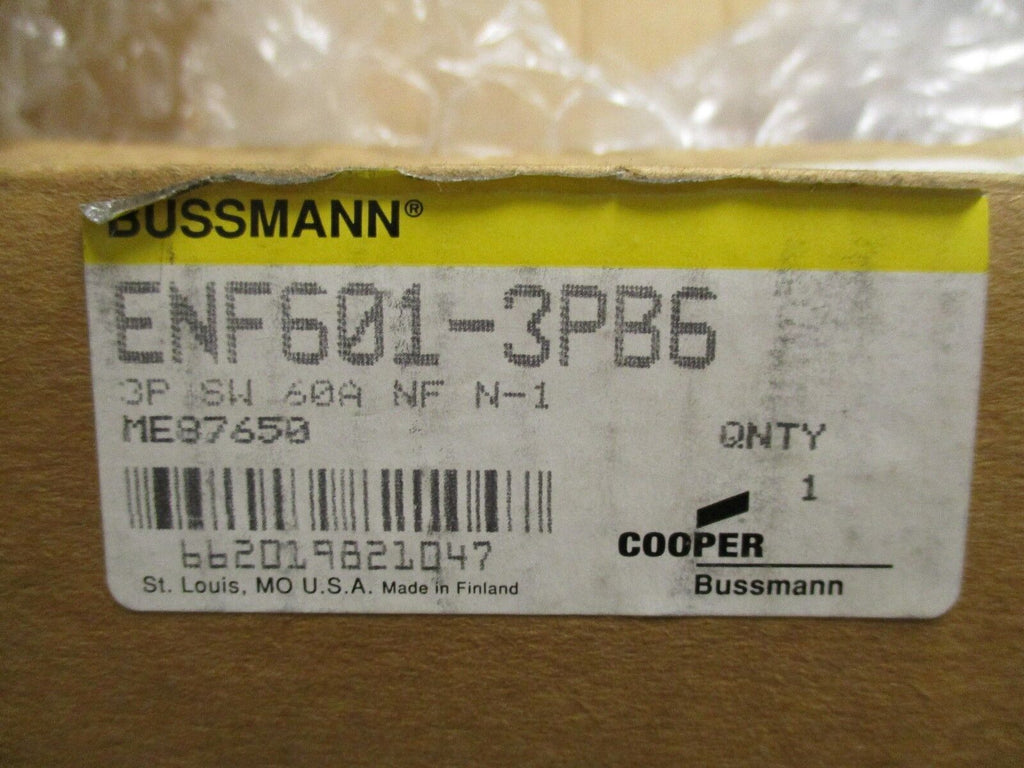 BUSSMANN®
ENF601-3PB6
3P SW 60A NF N-1
ME87650
QNTY
1
662019821047
COOPER
Bussmann
St. Louis, MO U.S.A. Made in Finland